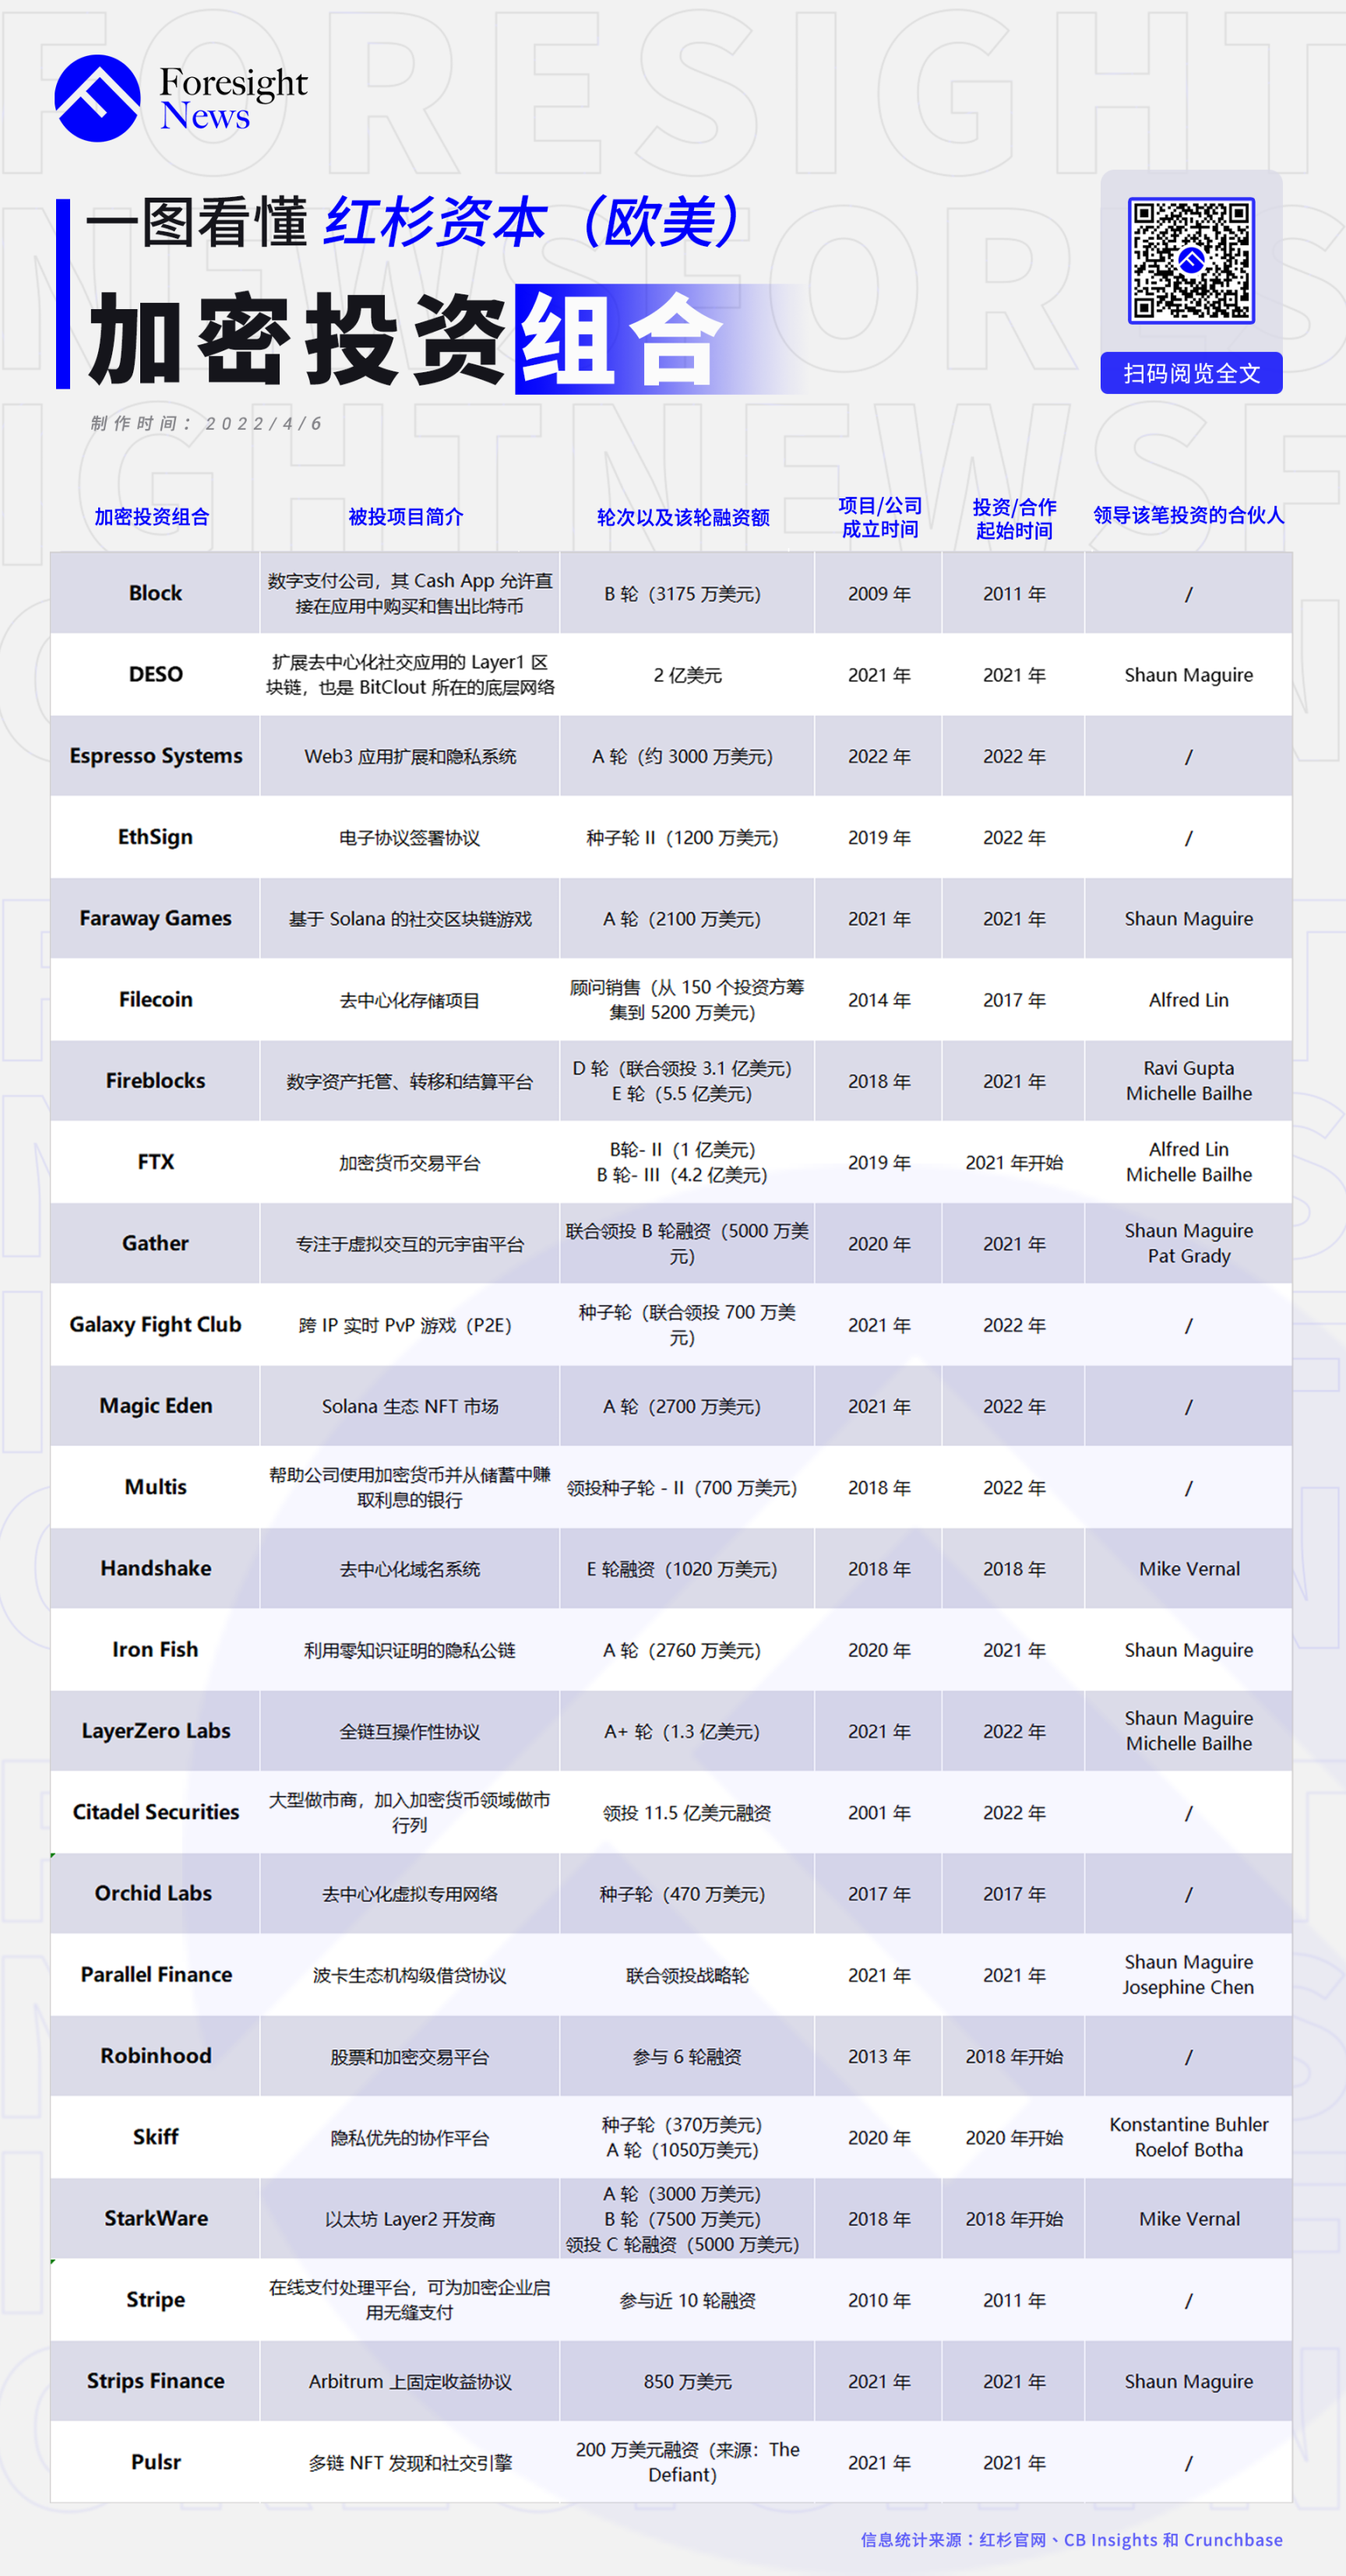 Foresight
News
一图看懂 红杉资本（欧美）
加密投资组合
制作时间：2022/4/6
扫码阅览全文
加密投资组合
被投项目简介
轮次以及该轮融资额
项目/公司
成立时间
投资/合作
起始时间
领导该笔投资的合伙人
Block
数字支付公司，其 Cash App 允许直
接在应用中购买和售出比特币
B 轮（3175 万美元）
2009 年
2011 年
/
DESO
扩展去中心化社交应用的 Layer1 区
块链，也是 BitClout 所在的底层网络
2 亿美元
2021 年
2021 年
Shaun Maguire
Espresso Systems
Web3 应用扩展和隐私系统
A 轮（约 3000 万美元）
2022 年
2022 年
/
EthSign
电子协议签署协议
种子轮 II（1200 万美元）
2019 年
2022 年
/
Faraway Games
基于 Solana 的社交区块链游戏
A 轮（2100 万美元）
2021 年
2021 年
Shaun Maguire
Filecoin
去中心化存储项目
顾问销售（从 150 个投资方筹
集到 5200 万美元）
2014 年
2017 年
Alfred Lin
Fireblocks
数字资产托管、转移和结算平台
D 轮（联合领投 3.1 亿美元）
E 轮（5.5 亿美元）
2018 年
2021 年
Ravi Gupta
Michelle Bailhe
FTX
加密货币交易平台
B轮- II（1 亿美元）
B 轮- III（4.2 亿美元）
2019 年
2021 年开始
Alfred Lin
Michelle Bailhe
Gather
专注于虚拟交互的元宇宙平台
联合领投 B 轮融资（5000 万美
元）
2020 年
2021 年
Shaun Maguire
Pat Grady
Galaxy Fight Club
跨 IP 实时 PvP 游戏（P2E）
种子轮（联合领投 700 万美
元）
2021 年
2022 年
/
Magic Eden
Solana 生态 NFT 市场
A 轮（2700 万美元）
2021 年
2022 年
/
Multis
帮助公司使用加密货币并从储蓄中赚
取利息的银行
领投种子轮 - II（700 万美元）
2018 年
2022 年
/
Handshake
去中心化域名系统
E 轮融资（1020 万美元）
2018 年
2018 年
Mike Vernal
Iron Fish
利用零知识证明的隐私公链
A 轮（2760 万美元）
2020 年
2021 年
Shaun Maguire
LayerZero Labs
全链互操作性协议
A+ 轮（1.3 亿美元）
2021 年
2022 年
Shaun Maguire
Michelle Bailhe
Citadel Securities
大型做市商，加入加密货币领域做市
行列
领投 11.5 亿美元融资
2001 年
2022 年
/
Orchid Labs
去中心化虚拟专用网络
种子轮（470 万美元）
2017 年
2017 年
/
Parallel Finance
波卡生态机构级借贷协议
联合领投战略轮
2021 年
2021 年
Shaun Maguire
Josephine Chen
Robinhood
股票和加密交易平台
参与 6 轮融资
2013 年
2018 年开始
/
Skiff
隐私优先的协作平台
种子轮（370万美元）
A 轮（1050万美元）
2020 年
2020 年开始
Konstantine Buhler
Roelof Botha
StarkWare
以太坊 Layer2 开发商
A 轮（3000 万美元）
B 轮（7500 万美元）
领投 C 轮融资（5000 万美元）
2018 年
2018 年开始
Mike Vernal
Stripe
在线支付处理平台，可为加密企业启
用无缝支付
参与近 10 轮融资
2010 年
2011 年
/
Strips Finance
Arbitrum 上固定收益协议
850 万美元
2021 年
2021 年
Shaun Maguire
Pulsr
多链 NFT 发现和社交引擎
200 万美元融资（来源：The
Defiant）
2021 年
2021 年
/
信息统计来源：红杉官网、CB Insights 和 Crunchbase